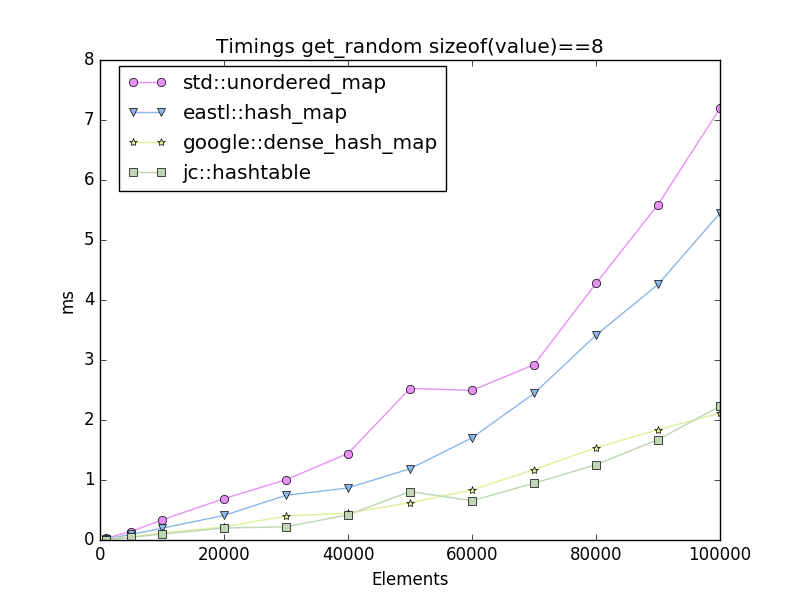 Timings get_random sizeof(value)==8
8
7
6
5
4
3
2
1
0
ms
std::unordered_map
eastl::hash_map
google::dense_hash_map
jc::hashtable
0 20000 40000 60000 80000 100000
Elements